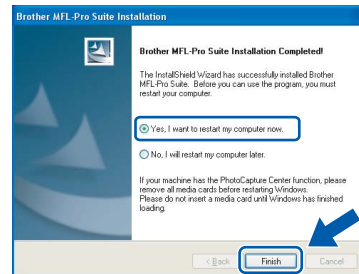 Brother MFL-Pro Suite Installation
Brother MFL-Pro Suite Installation Completed!
The InstallShield Wizard has successfully installed Brother
MFL-Pro Suite. Before you can use the program, you must
restart your computer.
Yes, I want to restart my computer now.
No, I will restart my computer later.
If your machine has the PhotoCapture Center function, please
remove all media cards before restarting Windows.
Please do not insert a media card until Windows has finished
loading.
< Back
Finish
Cancel